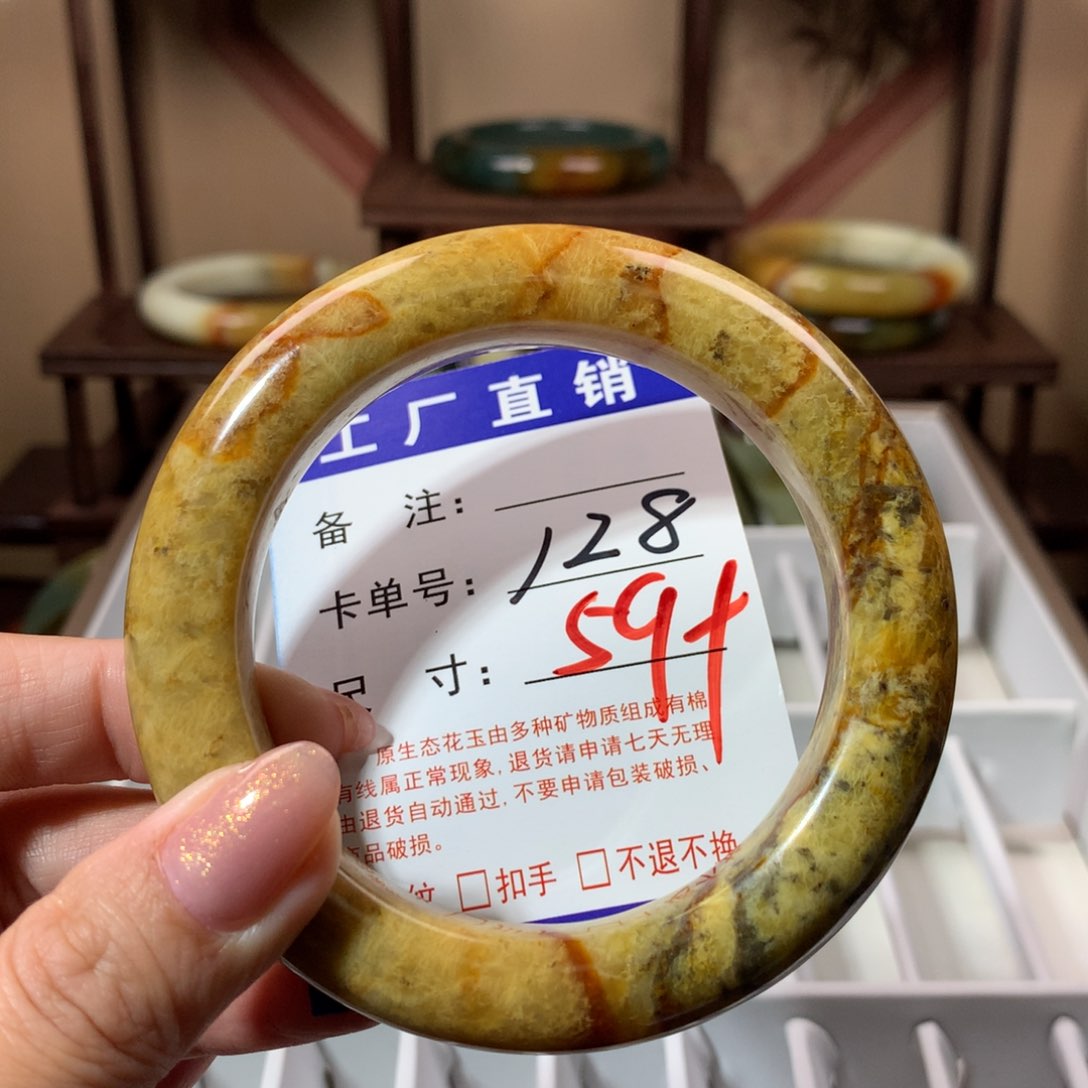 工厂直销
备 注:
卡单号: 128
尺 寸: 59+
原生态花玉由多种矿物质组成有棉
有线属正常现象,退货请申请七天无理
由退货自动通过,不要申请包装破损、
商品破损。
纹 □扣手 □不退不换